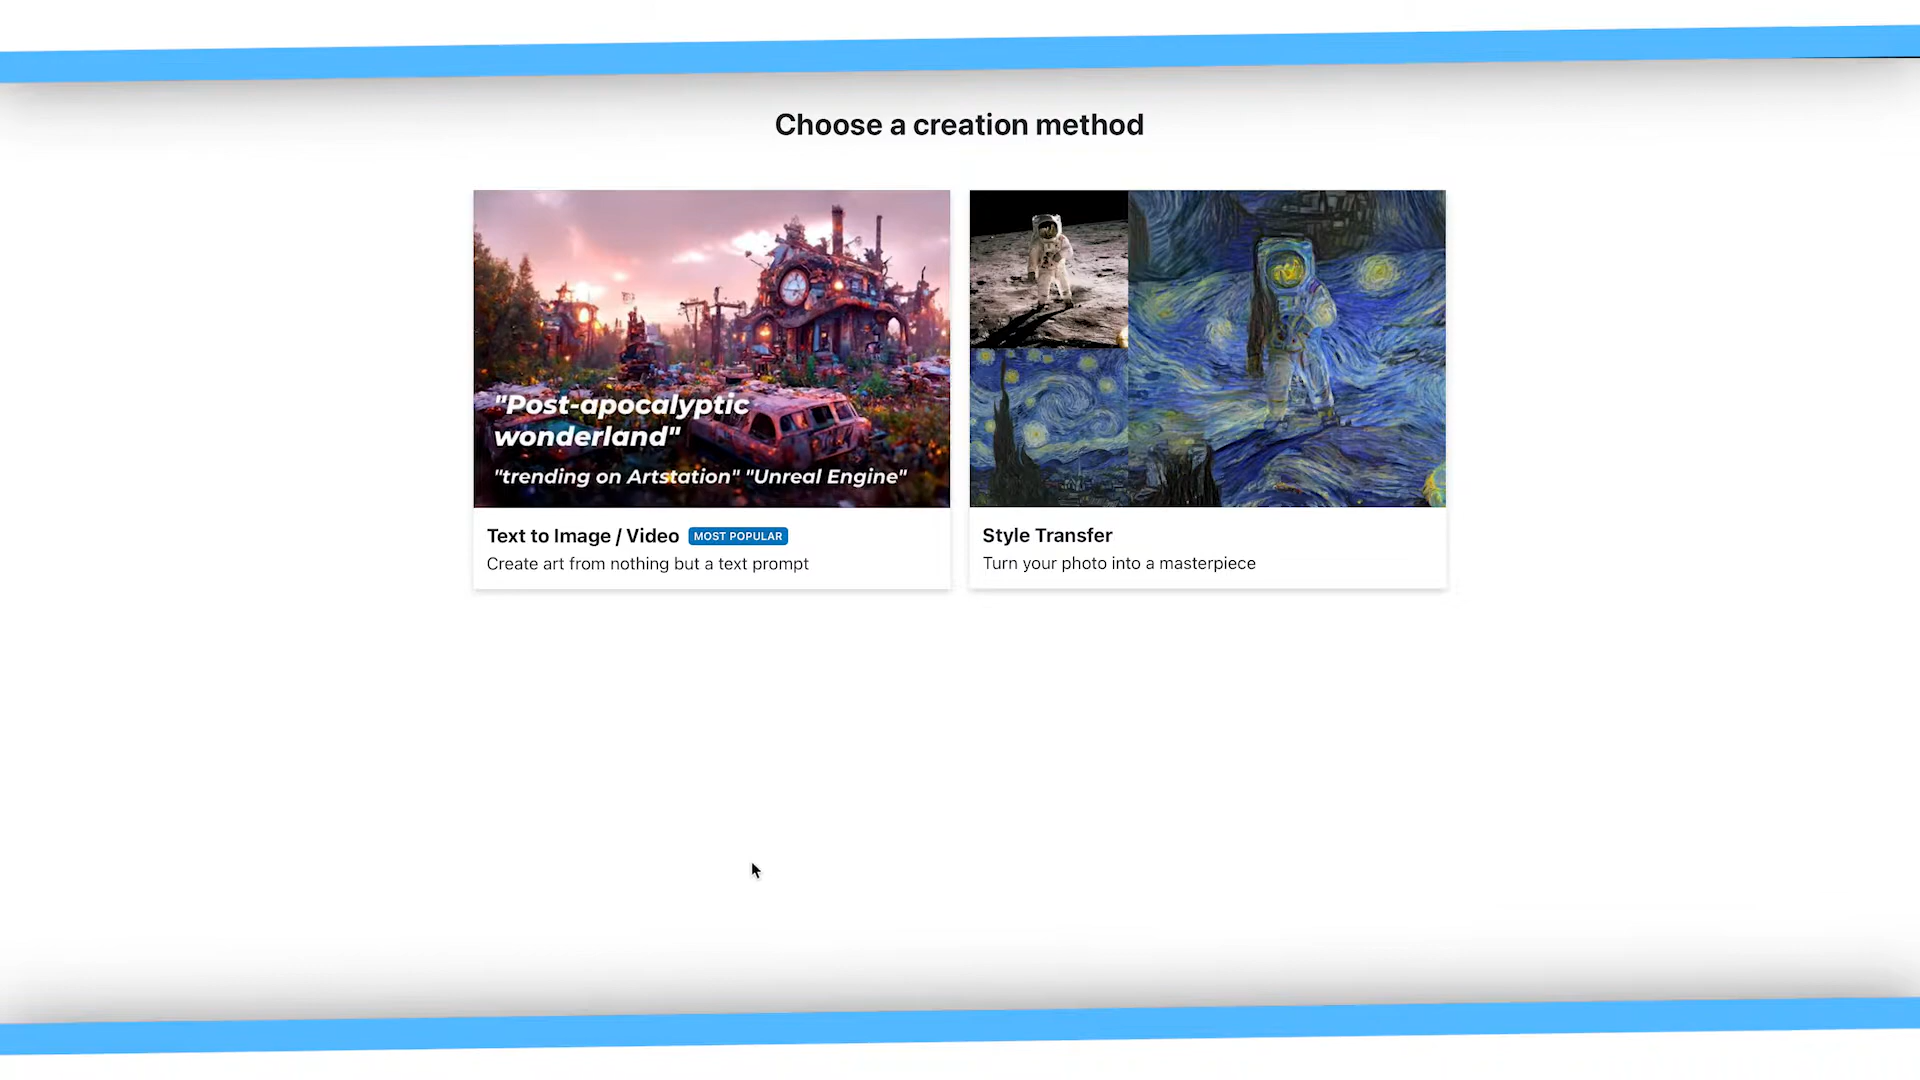 Choose a creation method
"Post-apocalyptic
wonderland"
"trending on Artstation" "Unreal Engine"
Text to Image / Video MOST POPULAR
Create art from nothing but a text prompt
Style Transfer
Turn your photo into a masterpiece